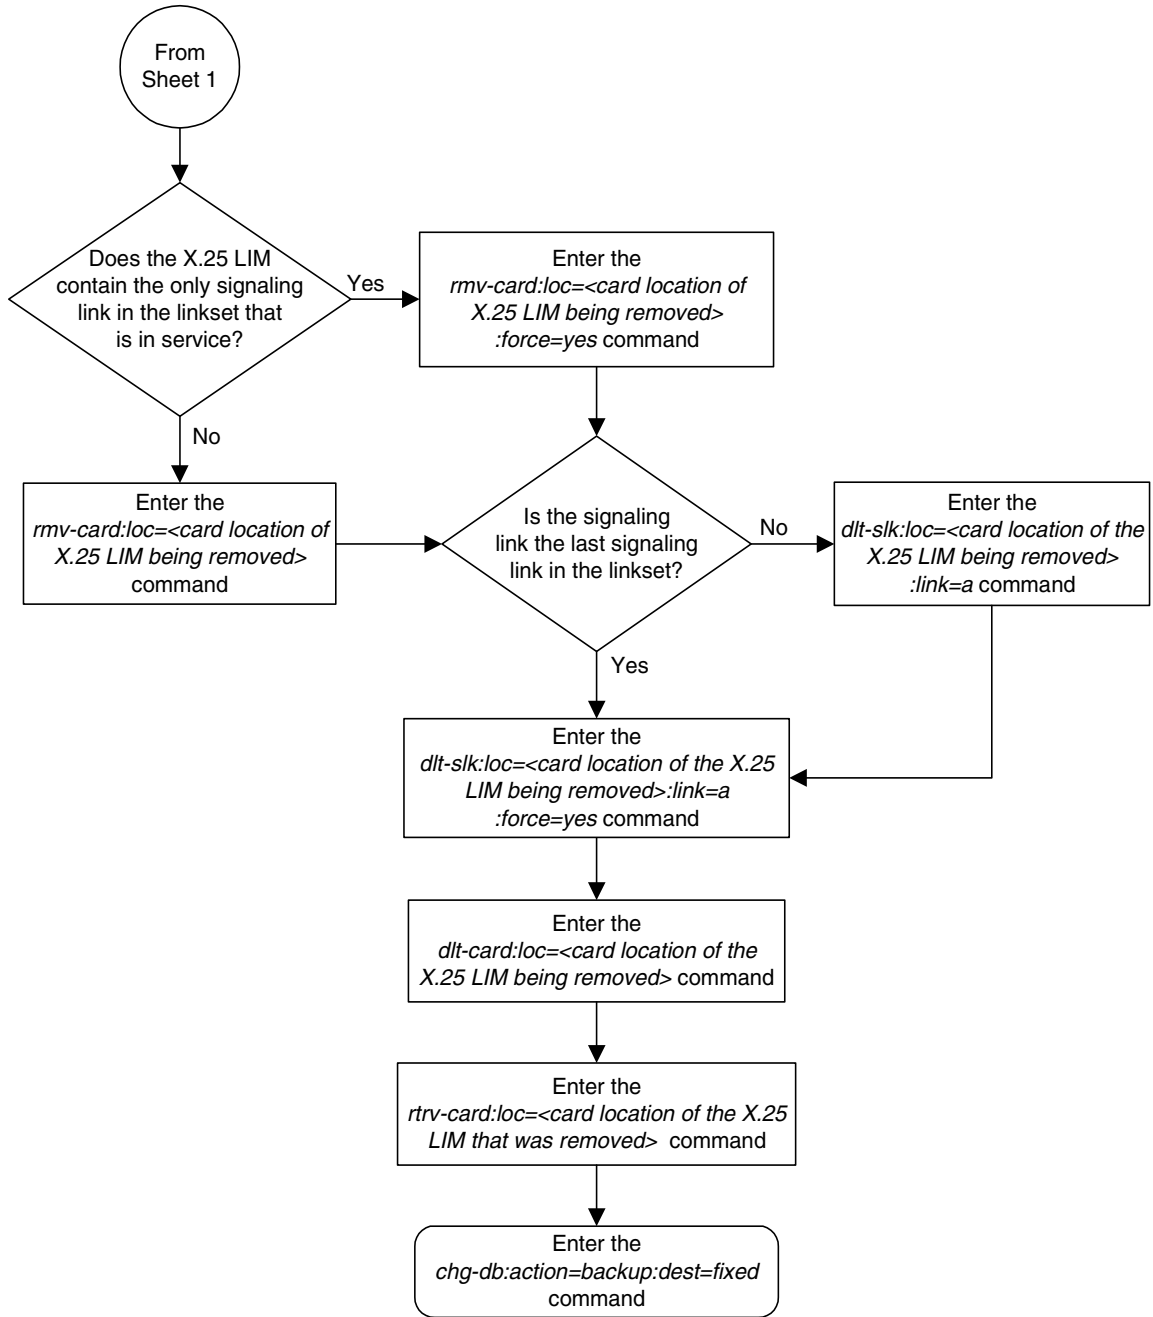 From
Sheet 1
Does the X.25 LIM
contain the only signaling
link in the linkset that
is in service?
Yes
Enter the
rmv-card:loc=<card location of
X.25 LIM being removed>
:force=yes command
No
Enter the
rmv-card:loc=<card location of
X.25 LIM being removed>
command
Is the signaling
link the last signaling
link in the linkset?
No
Enter the
dlt-slk:loc=<card location of the
X.25 LIM being removed>
:link=a command
Yes
Enter the
dlt-slk:loc=<card location of the X.25
LIM being removed>:link=a
:force=yes command
Enter the
dlt-card:loc=<card location of the
X.25 LIM being removed> command
Enter the
rtrv-card:loc=<card location of the X.25
LIM that was removed> command
Enter the
chg-db:action=backup:dest=fixed
command